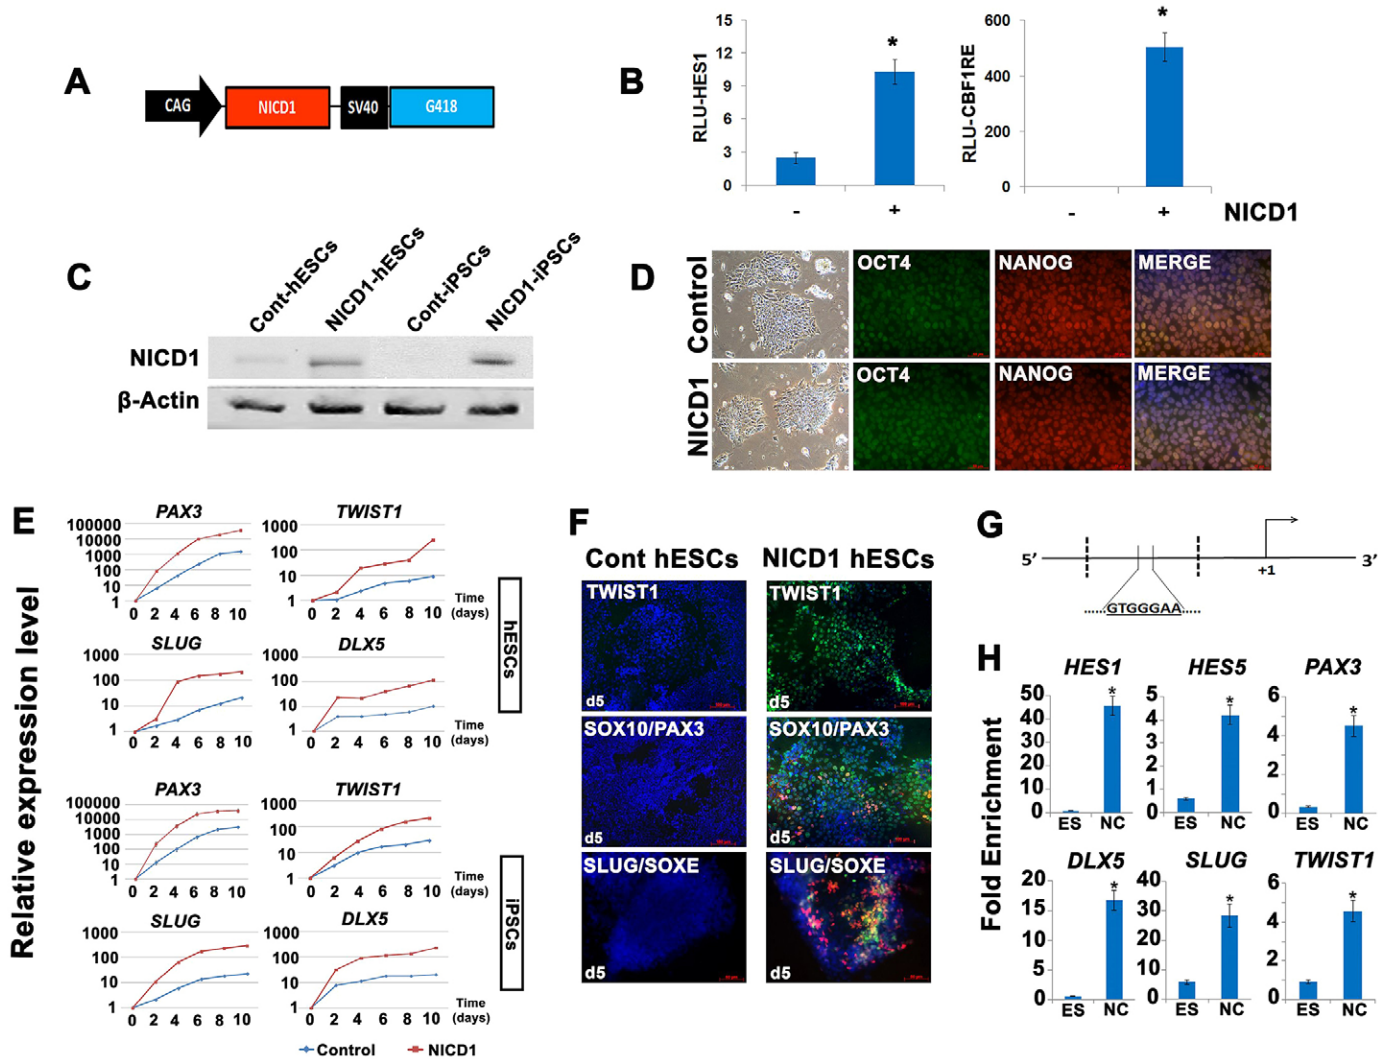 A
CAG
NICD1
SV40
G418
B
RLU-HES1
15
12
9
6
3
0
*
-
+
RLU-CBF1RE
600
400
200
0
*
-
+
NICD1
C
Cont-hESCs
NICD1-hESCs
Cont-iPSCs
NICD1-iPSCs
NICD1
β-Actin
D
Control
OCT4
NANOG
MERGE
NICD1
OCT4
NANOG
MERGE
E
Relative expression level
PAX3
100000
10000
1000
100
10
1
0 2 4 6 8 10
TWIST1
1000
100
10
1
0 2 4 6 8 10
Time
(days)
SLUG
1000
100
10
1
0 2 4 6 8 10
DLX5
1000
100
10
1
0 2 4 6 8 10
Time
(days)
hESCs
PAX3
100000
10000
1000
100
10
1
0 2 4 6 8 10
TWIST1
1000
100
10
1
0 2 4 6 8 10
Time
(days)
SLUG
1000
100
10
1
0 2 4 6 8 10
DLX5
1000
100
10
1
0 2 4 6 8 10
Time
(days)
iPSCs
Control
NICD1
F
Cont hESCs
NICD1 hESCs
TWIST1
d5
TWIST1
d5
SOX10/PAX3
d5
SOX10/PAX3
d5
SLUG/SOXE
d5
SLUG/SOXE
d5
G
5'
3'
+1
......GTGGGAA.....
H
Fold Enrichment
HES1
50
40
30
20
10
0
*
ES NC
HES5
5
4
3
2
1
0
*
ES NC
PAX3
6
4
2
0
*
ES NC
DLX5
20
15
10
5
0
*
ES NC
SLUG
40
30
20
10
0
*
ES NC
TWIST1
6
4
2
0
*
ES NC